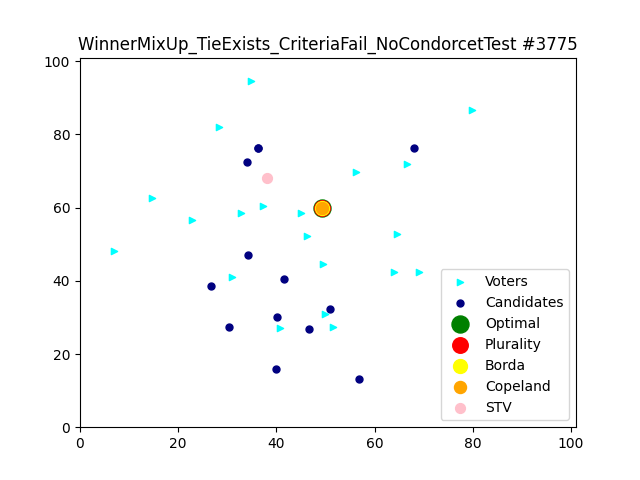 WinnerMixUp_TieExists_CriteriaFail_NoCondorcetTest #3775
100
80
60
40
20
0
0 20 40 60 80 100
Voters
Candidates
Optimal
Plurality
Borda
Copeland
STV